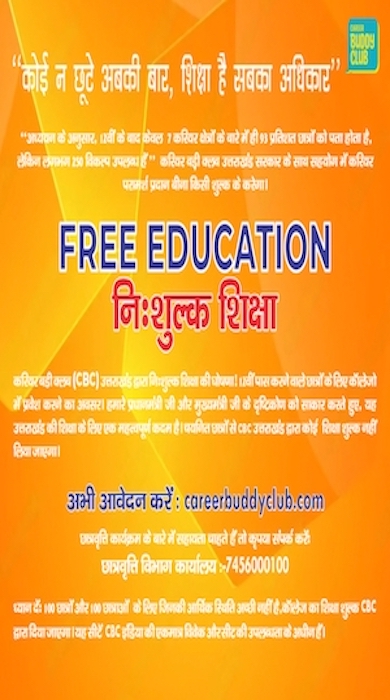 CAREER
BUDDY
CLUB
“कोई न छूटे अबकी बार, शिक्षा है सबका अधिकार”
“अध्ययन के अनुसार, 12वीं के बाद केवल 7 करियर क्षेत्रों के बारे में ही 93 प्रतिशत छात्रों को पता होता है,
लेकिन लगभग 250 विकल्प उपलब्ध हैं” करियर बड्डी क्लब उत्तराखंड सरकार के साथ सहयोग में करियर
परामर्श प्रदान बीना किसी शुल्क के करेगा।
FREE EDUCATION
निःशुल्क शिक्षा
करियर बड्डी क्लब (CBC) उत्तराखंड द्वारा निःशुल्क शिक्षा की घोषणा! 12वीं पास करने वाले छात्रों के लिए कॉलेजो
में प्रवेश करने का अवसर। हमारे प्रधानमंत्री जी और मुख्यमंत्री जी के दृष्टिकोण को साकार करते हुए, यह
उत्तराखंड की शिक्षा के लिए एक महत्वपूर्ण कदम है। चयनित छात्रों से CBC उत्तराखंड द्वारा कोई शिक्षा शुल्क नहीं
लिया जाएगा।
अभी आवेदन करें : careerbuddyclub.com
छात्रवृत्ति कार्यक्रम के बारे में सहायता चाहते हैं तो कृपया संपर्क करें!
छात्रवृत्ति विभाग कार्यालय :-7456000100
ध्यान दें: 100 छात्रों और 100 छात्राओं के लिए जिनकी आर्थिक स्थिति अच्छी नहीं है,कॉलेज का शिक्षा शुल्क CBC
द्वारा दिया जाएगा। यह सीटें CBC इंडिया की एकमात्र विवेक और सीट की उपलब्धता के अधीन हैं।